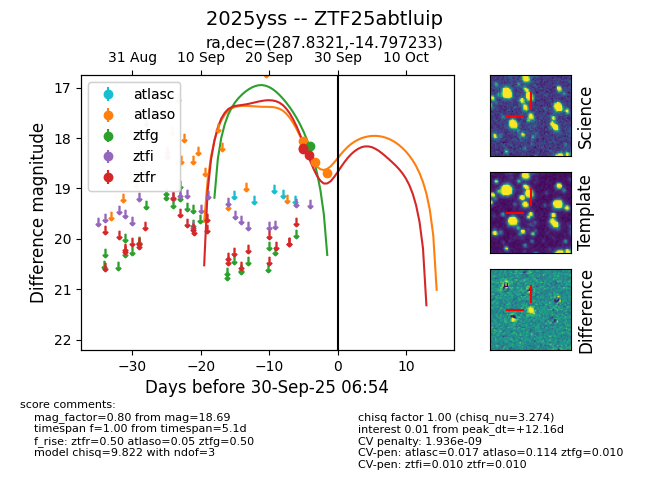 2025yss -- ZTF25abtluip
ra,dec=(287.8321,-14.797233)
31 Aug 10 Sep 20 Sep 30 Sep 10 Oct
atlasc
atlaso
ztfg
ztfi
ztfr
17
18
19
20
21
22
Difference magnitude
−30 −20 −10 0 10
Days before 30-Sep-25 06:54
Science
Template
Difference
score comments:
mag_factor=0.80 from mag=18.69
timespan f=1.00 from timespan=5.1d
f_rise: ztfr=0.50 atlaso=0.05 ztfg=0.50
model chisq=9.822 with ndof=3
chisq factor 1.00 (chisq_nu=3.274)
interest 0.01 from peak_dt=+12.16d
CV penalty: 1.936e-09
CV-pen: atlasc=0.017 atlaso=0.114 ztfg=0.010
CV-pen: ztfi=0.010 ztfr=0.010